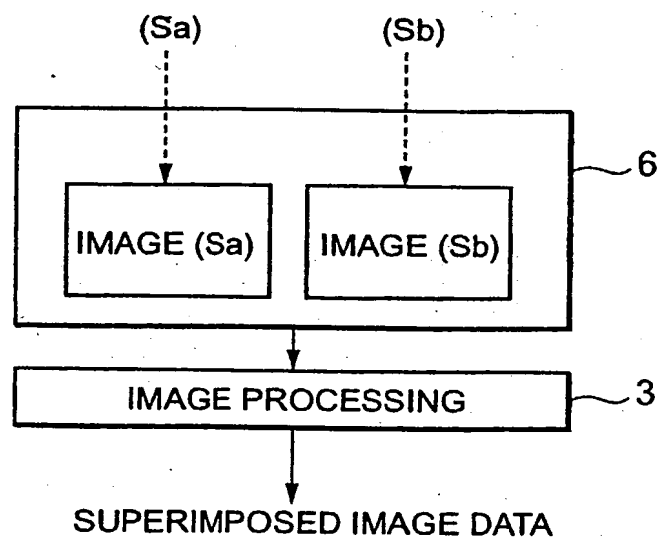 (Sa) (Sb)
6
IMAGE (Sa) IMAGE (Sb)
IMAGE PROCESSING 3
SUPERIMPOSED IMAGE DATA